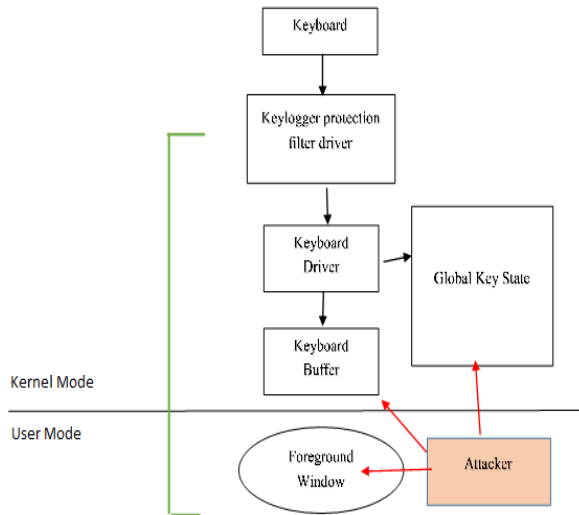 Keyboard
Keylogger protection
filter driver
Keyboard
Driver
Global Key State
Keyboard
Buffer
Kernel Mode
User Mode
Foreground
Window
Attacker